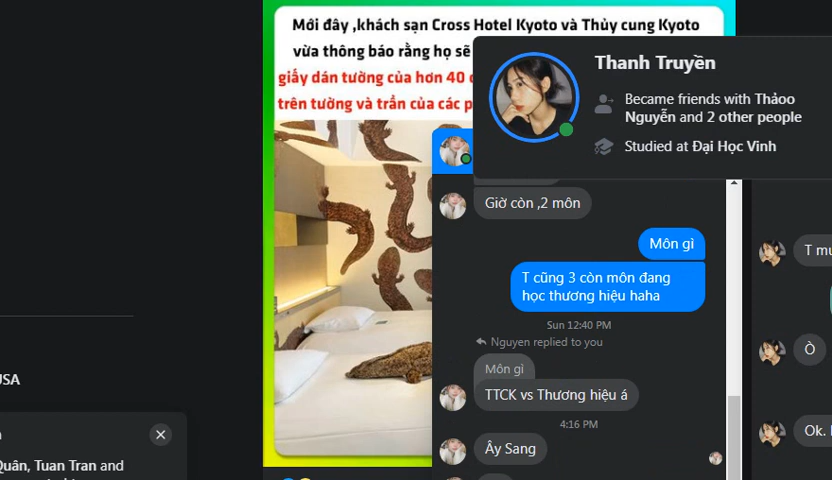 Mới đây ,khách sạn Cross Hotel Kyoto và Thủy cung Kyoto
vừa thông báo rằng họ sẽ
giấy dán tường của hơn 40
trên tường và trần của các
Thanh Truyền
Became friends with Thảoo
Nguyễn and 2 other people
Studied at Đại Học Vinh
Giờ còn ,2 môn
Môn gì
T cũng 3 còn môn đang
học thương hiệu haha
Sun 12:40 PM
Nguyen replied to you
Môn gì
TTCK vs Thương hiệu á
4:16 PM
Ây Sang
T
Ò
Ok.
Quân, Tuan Tran and